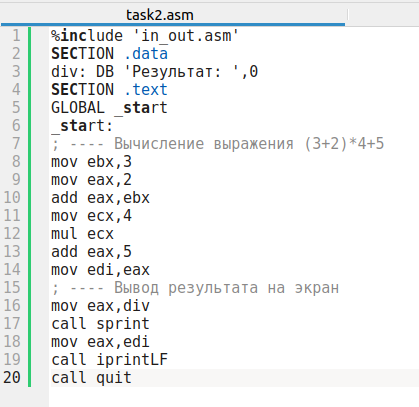 task2.asm
1 %include 'in_out.asm'
2 SECTION .data
3 div: DB 'Результат: ',0
4 SECTION .text
5 GLOBAL _start
6 _start:
7 ; ---- Вычисление выражения (3+2)*4+5
8 mov ebx,3
9 mov eax,2
10 add eax,ebx
11 mov ecx,4
12 mul ecx
13 add eax,5
14 mov edi,eax
15 ; ---- Вывод результата на экран
16 mov eax,div
17 call sprint
18 mov eax,edi
19 call iprintLF
20 call quit